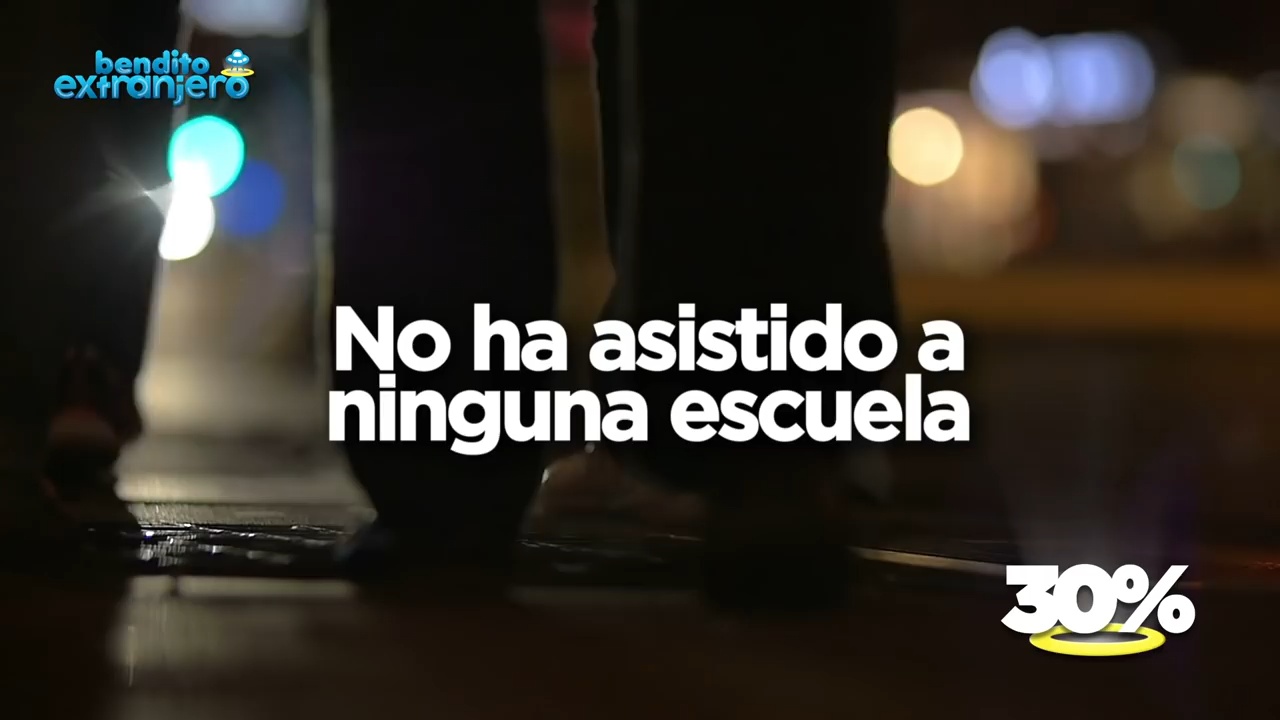 bendito
extranjero
No ha asistido a
ninguna escuela
30%